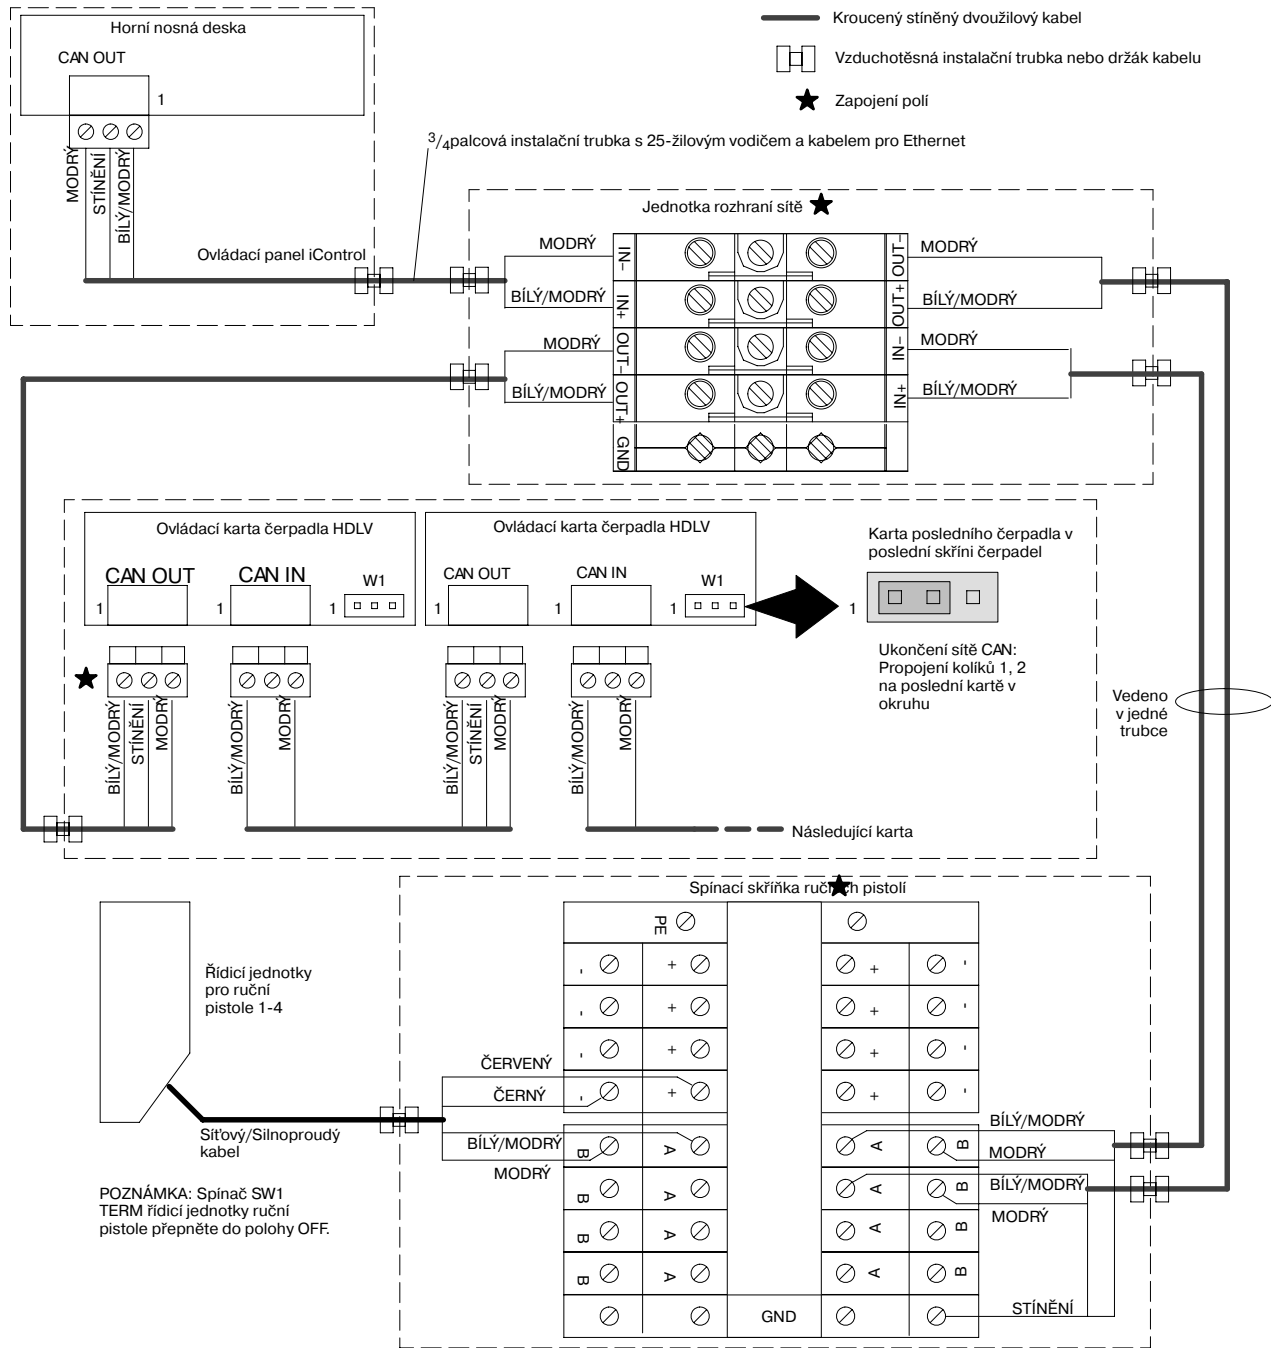 Kroucený stíněný dvoužilový kabel
Vzduchotěsná instalační trubka nebo držák kabelu
Zapojení polí
Horní nosná deska
CAN OUT
1
MODRÝ
STÍNĚNÍ
BÍLÝ/MODRÝ
Ovládací panel iControl
3/4palcová instalační trubka s 25-žilovým vodičem a kabelem pro Ethernet
Jednotka rozhraní sítě
MODRÝ
IN-
OUT-
MODRÝ
BÍLÝ/MODRÝ
IN+
OUT+
BÍLÝ/MODRÝ
MODRÝ
OUT-
IN-
MODRÝ
BÍLÝ/MODRÝ
OUT+
IN+
BÍLÝ/MODRÝ
GND
Ovládací karta čerpadla HDLV
CAN OUT
CAN IN
W1
1
1
1
Ovládací karta čerpadla HDLV
CAN OUT
CAN IN
W1
1
1
1
Karta posledního čerpadla v
poslední skříni čerpadel
1
Ukončení sítě CAN:
Propojení kolíků 1, 2
na poslední kartě v
okruhu
BÍLÝ/MODRÝ
STÍNĚNÍ
MODRÝ
BÍLÝ/MODRÝ
MODRÝ
BÍLÝ/MODRÝ
STÍNĚNÍ
MODRÝ
BÍLÝ/MODRÝ
MODRÝ
Následující karta
Vedeno
v jedné
trubce
Spínací skříňka ručních pistolí
PE
- + + -
- + + -
- + + -
- + + -
Řídicí jednotky
pro ruční
pistole 1-4
ČERVENÝ
ČERNÝ
BÍLÝ/MODRÝ
MODRÝ
Síťový/Silnoproudý
kabel
B A A B
B A A B
B A A B
B A A B
GND
BÍLÝ/MODRÝ
MODRÝ
BÍLÝ/MODRÝ
MODRÝ
STÍNĚNÍ
POZNÁMKA: Spínač SW1
TERM řídicí jednotky ruční
pistole přepněte do polohy OFF.